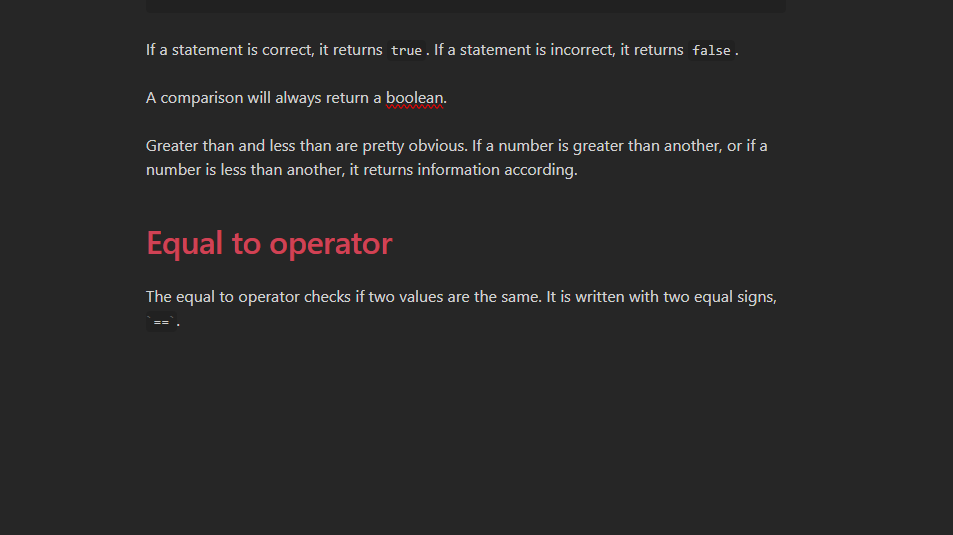 If a statement is correct, it returns true. If a statement is incorrect, it returns false.
A comparison will always return a boolean.
Greater than and less than are pretty obvious. If a number is greater than another, or if a
number is less than another, it returns information according.
Equal to operator
The equal to operator checks if two values are the same. It is written with two equal signs,
`==`.